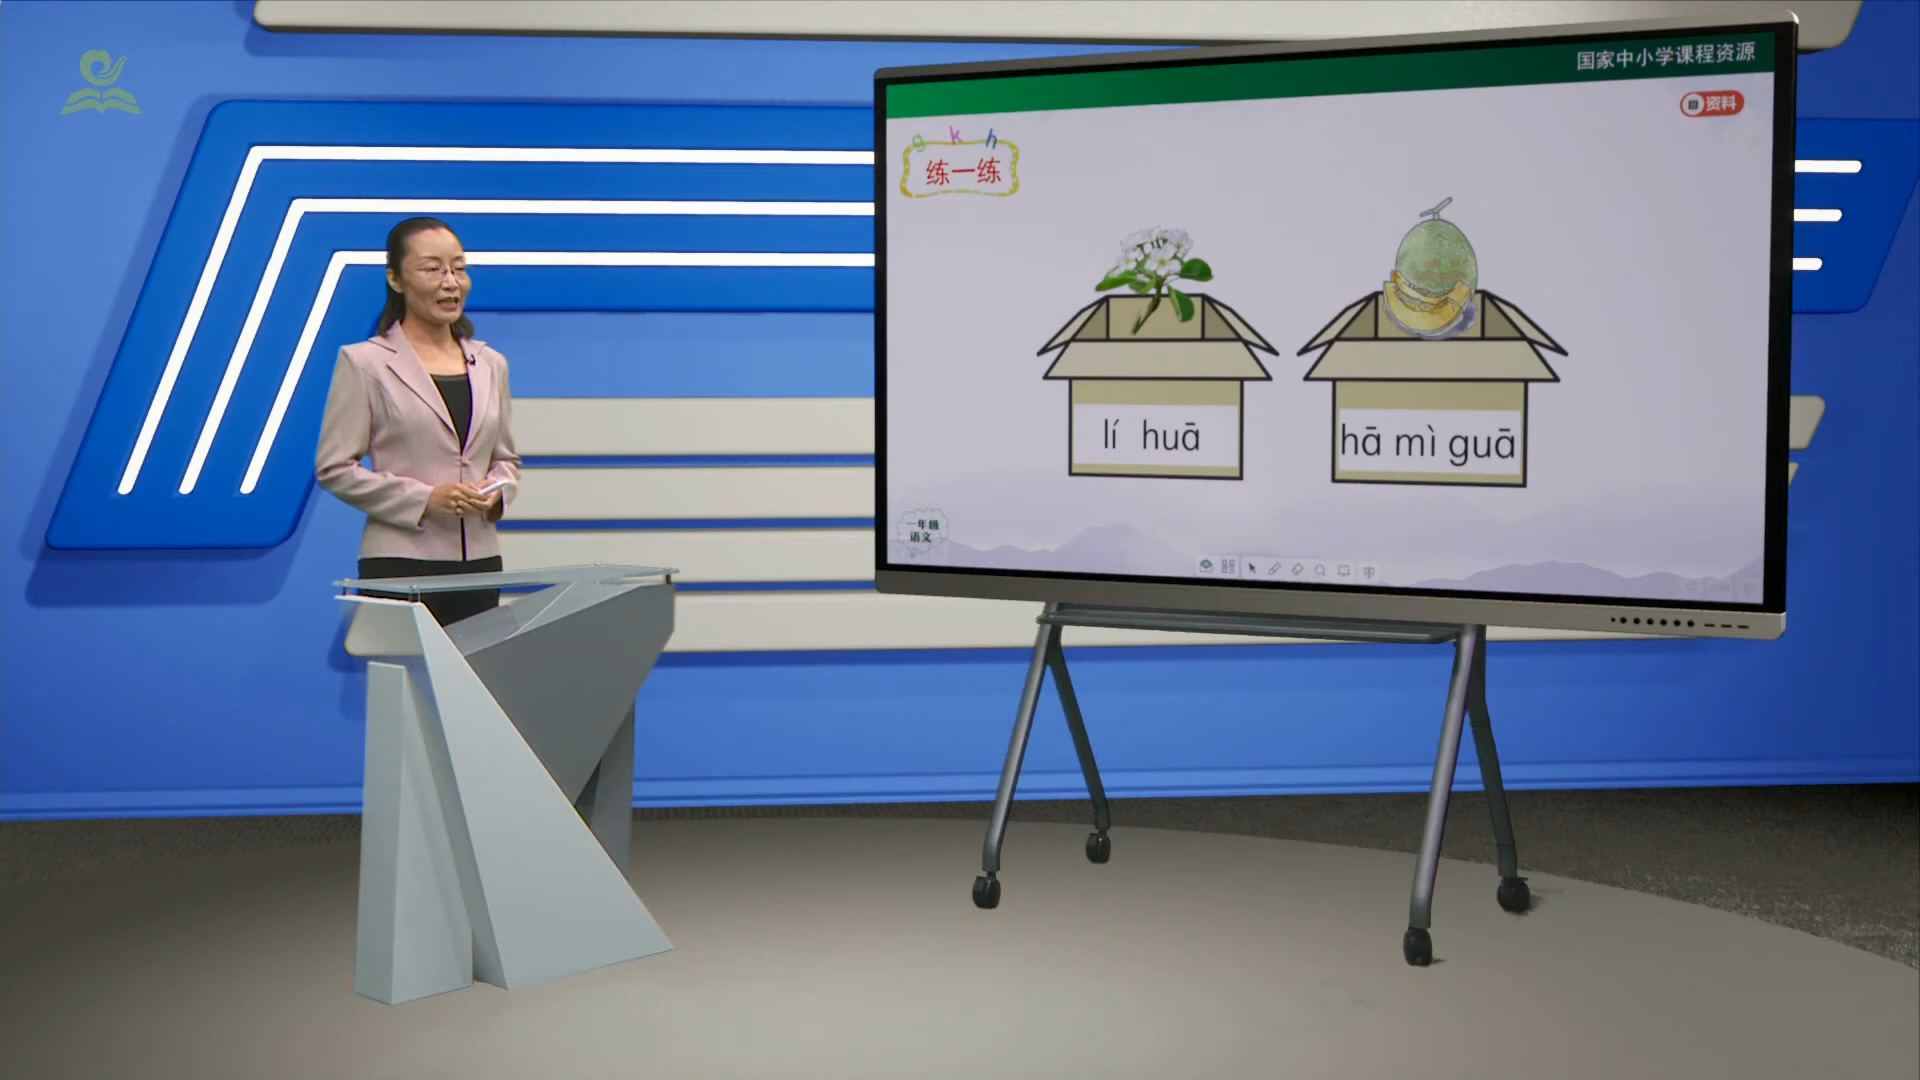 国家中小学课程资源
资料
g k h
练一练
lí huā
hā mì guā
一年级
语文